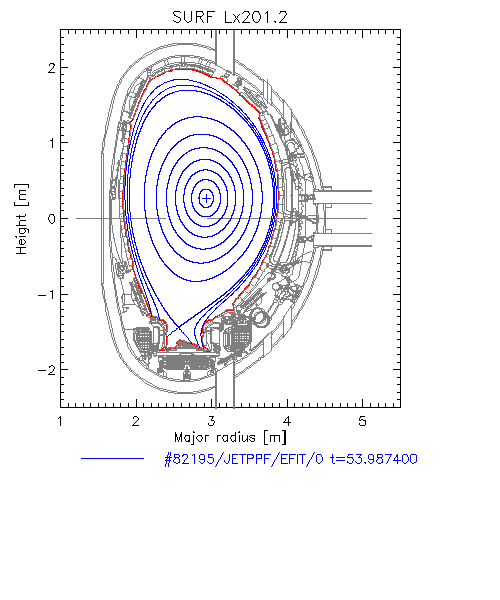 SURF Lx201.2
2
1
0
-1
-2
Height [m]
1 2 3 4 5
Major radius [m]
#82195/JETPPF/EFIT/0 t=53.987400